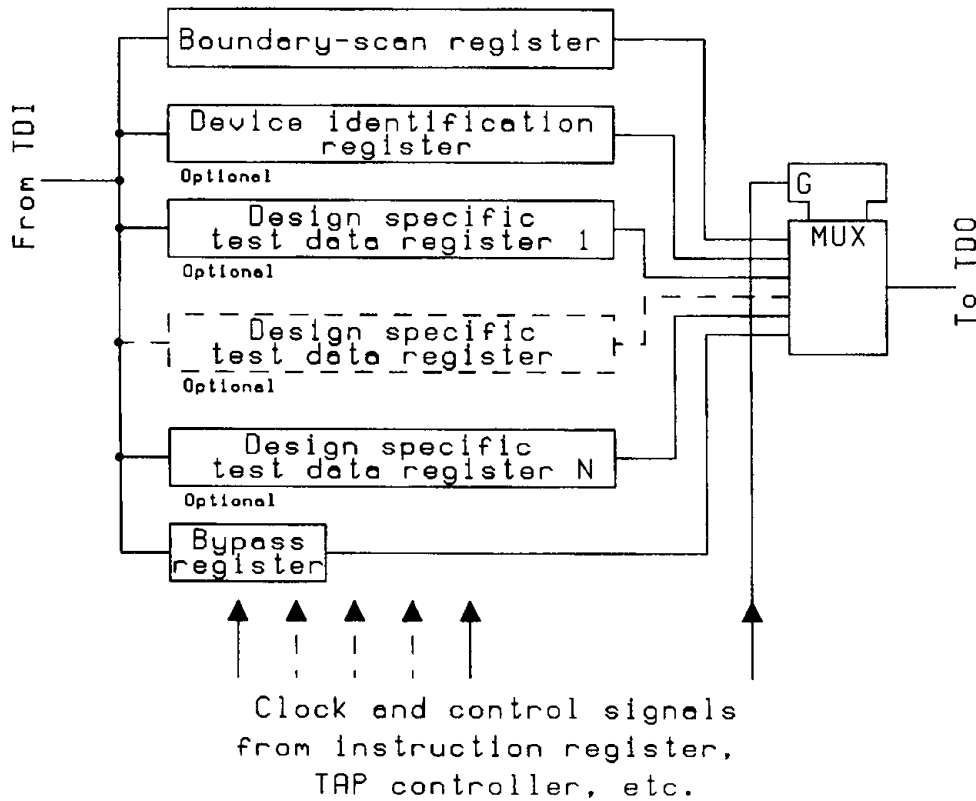 Boundary-scan register
From TDI
Device identification
register
Optional
G
Design specific
test data register 1
MUX
To TDO
Optional
Design specific
test data register
Optional
Design specific
test data register N
Optional
Bypass
register
Clock and control signals
from instruction register,
TAP controller, etc.